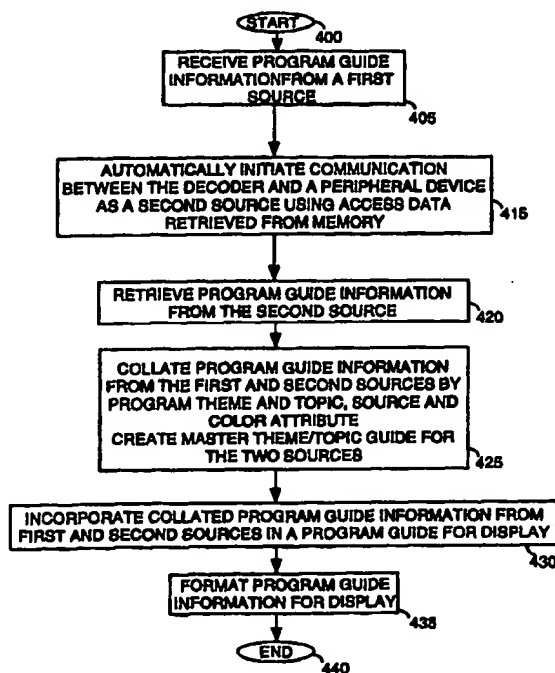 START
400
RECEIVE PROGRAM GUIDE
INFORMATIONFROM A FIRST
SOURCE
405
AUTOMATICALLY INITIATE COMMUNICATION
BETWEEN THE DECODER AND A PERIPHERAL DEVICE
AS A SECOND SOURCE USING ACCESS DATA
RETRIEVED FROM MEMORY
415
RETRIEVE PROGRAM GUIDE INFORMATION
FROM THE SECOND SOURCE
420
COLLATE PROGRAM GUIDE INFORMATION
FROM THE FIRST AND SECOND SOURCES BY
PROGRAM THEME AND TOPIC, SOURCE AND
COLOR ATTRIBUTE
CREATE MASTER THEME/TOPIC GUIDE FOR
THE TWO SOURCES
425
INCORPORATE COLLATED PROGRAM GUIDE INFORMATION FROM
FIRST AND SECOND SOURCES IN A PROGRAM GUIDE FOR DISPLAY
430
FORMAT PROGRAM GUIDE
INFORMATION FOR DISPLAY
435
END
440